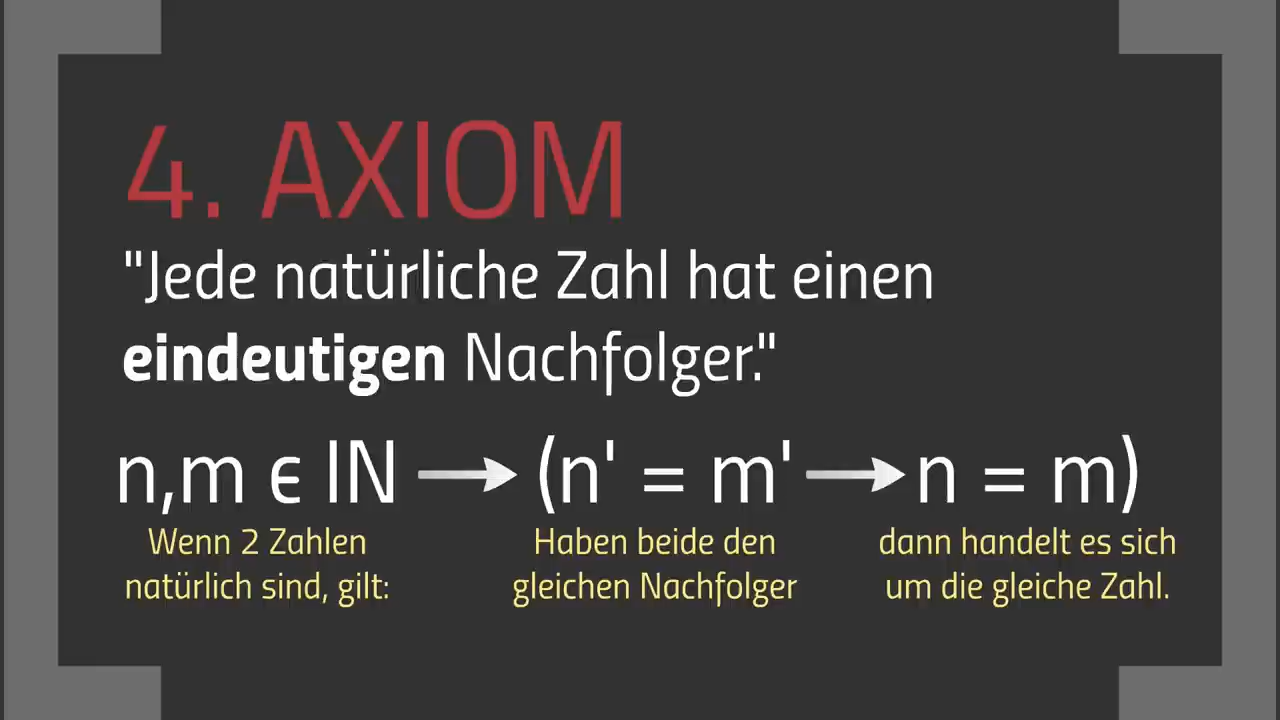 4. AXIOM
"Jede natürliche Zahl hat einen
eindeutigen Nachfolger."
n,m ϵ IN → (n' = m' → n = m)
Wenn 2 Zahlen
natürlich sind, gilt:
Haben beide den
gleichen Nachfolger
dann handelt es sich
um die gleiche Zahl.